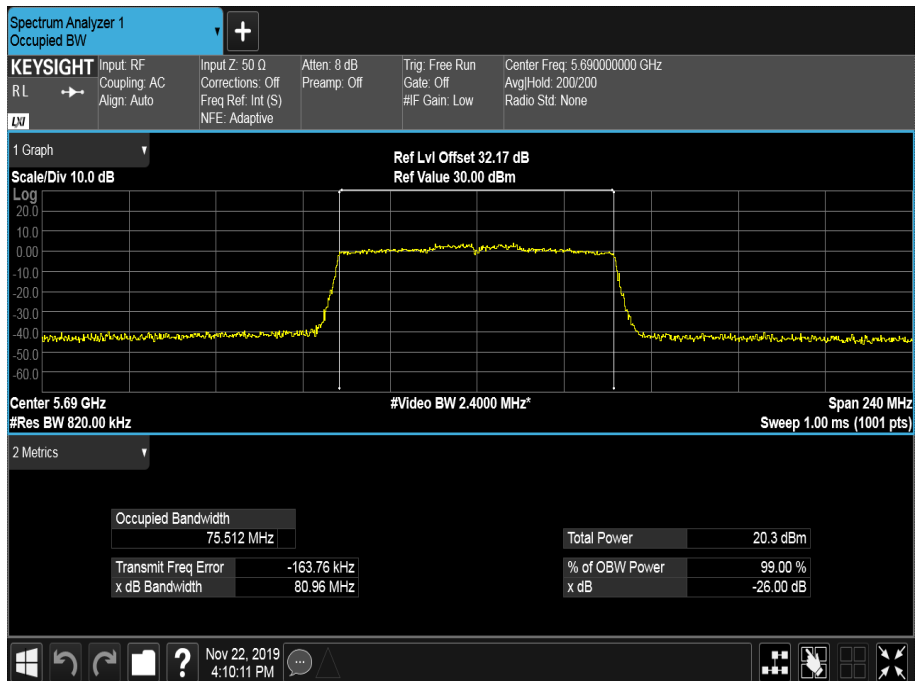 Spectrum Analyzer 1
Occupied BW
+
KEYSIGHT
RL
LXI
Input: RF
Coupling: AC
Align: Auto
Input Z: 50 Ω
Corrections: Off
Freq Ref: Int (S)
NFE: Adaptive
Atten: 8 dB
Preamp: Off
Trig: Free Run
Gate: Off
#IF Gain: Low
Center Freq: 5.690000000 GHz
Avg|Hold: 200/200
Radio Std: None
1 Graph
Scale/Div 10.0 dB
Ref Lvl Offset 32.17 dB
Ref Value 30.00 dBm
Log
20.0
10.0
0.00
-10.0
-20.0
-30.0
-40.0
-50.0
-60.0
Center 5.69 GHz
#Video BW 2.4000 MHz*
Span 240 MHz
#Res BW 820.00 kHz
Sweep 1.00 ms (1001 pts)
2 Metrics
Occupied Bandwidth
75.512 MHz
Total Power 20.3 dBm
Transmit Freq Error -163.76 kHz
% of OBW Power 99.00 %
x dB Bandwidth 80.96 MHz
x dB -26.00 dB
?
Nov 22, 2019
4:10:11 PM